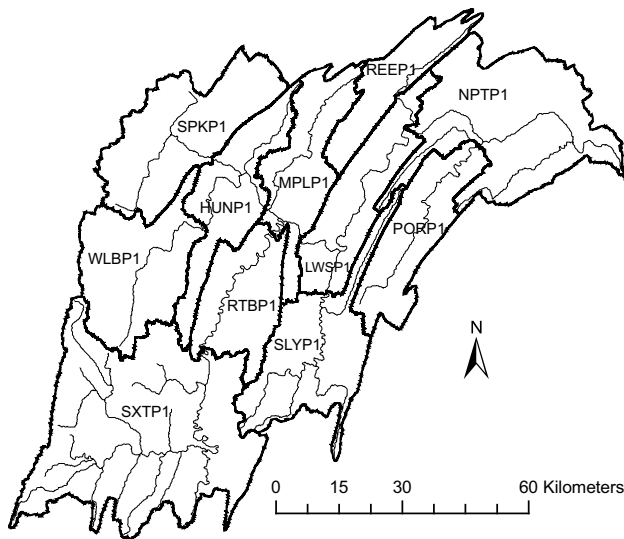 REEP1
NPTP1
SPKP1
MPLP1
HUNP1
PORP1
WLBP1
LWSP1
RTBP1
SLYP1
N
SXTP1
0 15 30 60 Kilometers